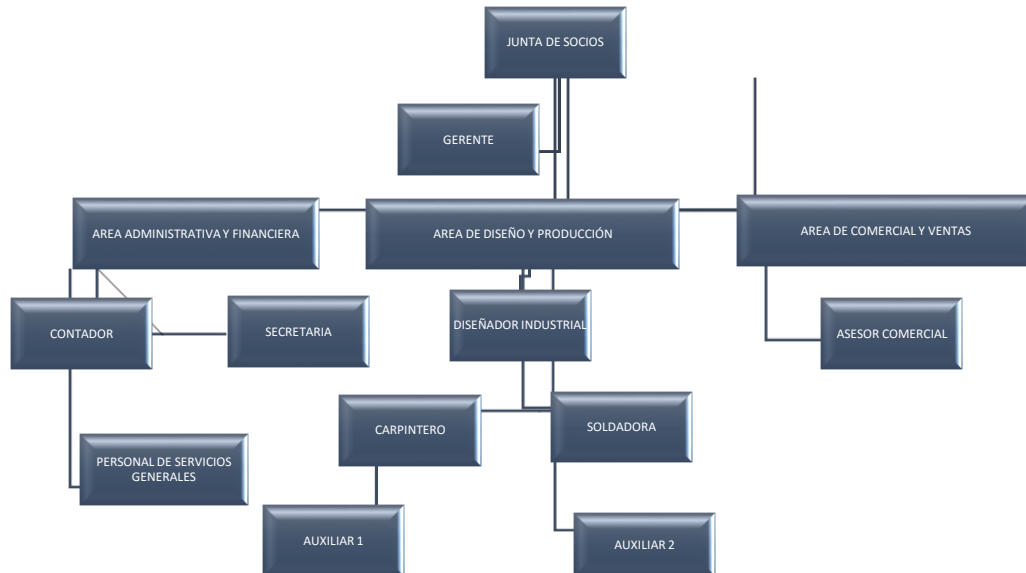 JUNTA DE SOCIOS
GERENTE
AREA ADMINISTRATIVA Y FINANCIERA
AREA DE DISEÑO Y PRODUCCIÓN
AREA DE COMERCIAL Y VENTAS
CONTADOR
SECRETARIA
DISEÑADOR INDUSTRIAL
ASESOR COMERCIAL
CARPINTERO
SOLDADORA
PERSONAL DE SERVICIOS
GENERALES
AUXILIAR 1
AUXILIAR 2